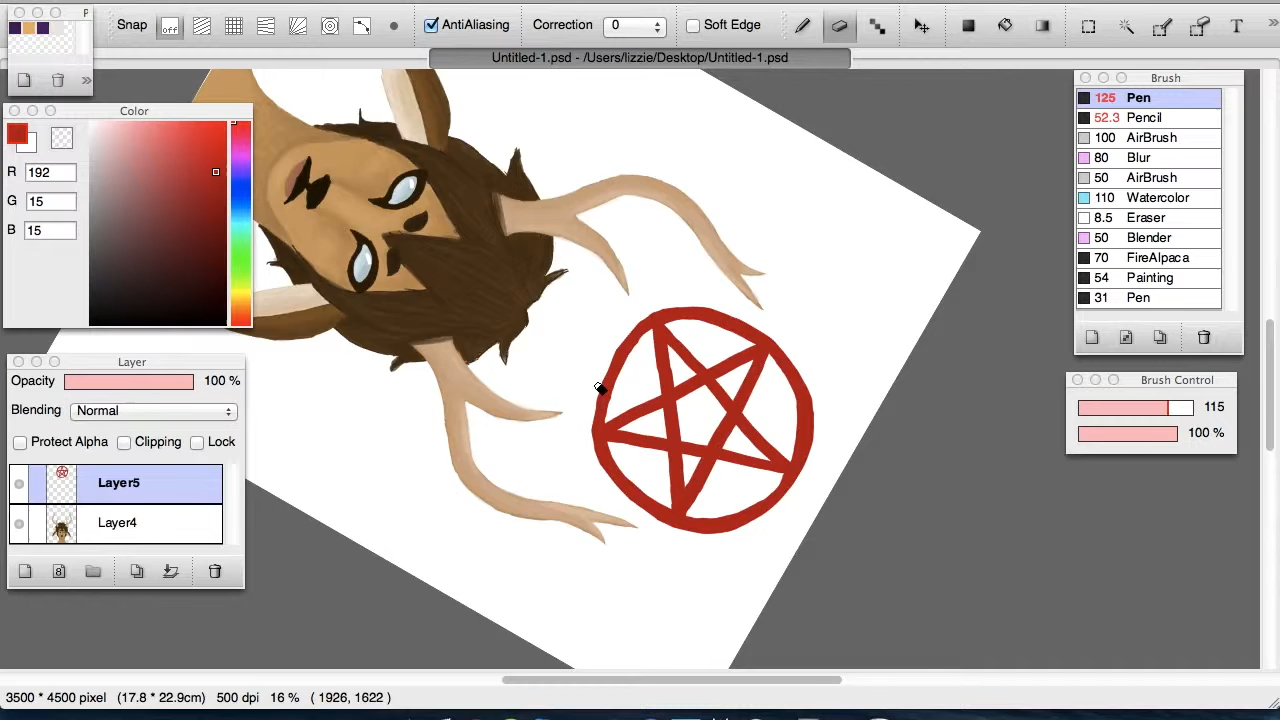 P
Snap off AntiAliasing Correction 0 Soft Edge T
Untitled-1.psd - /Users/lizzie/Desktop/Untitled-1.psd
Color
R 192
G 15
B 15
Layer
Opacity 100 %
Blending Normal
Protect Alpha Clipping Lock
Layer5
Layer4
8
Brush
125 Pen
52.3 Pencil
100 AirBrush
80 Blur
50 AirBrush
110 Watercolor
8.5 Eraser
50 Blender
70 FireAlpaca
54 Painting
31 Pen
Brush Control
115
100 %
3500 * 4500 pixel (17.8 * 22.9cm) 500 dpi 16 % ( 1926, 1622 )